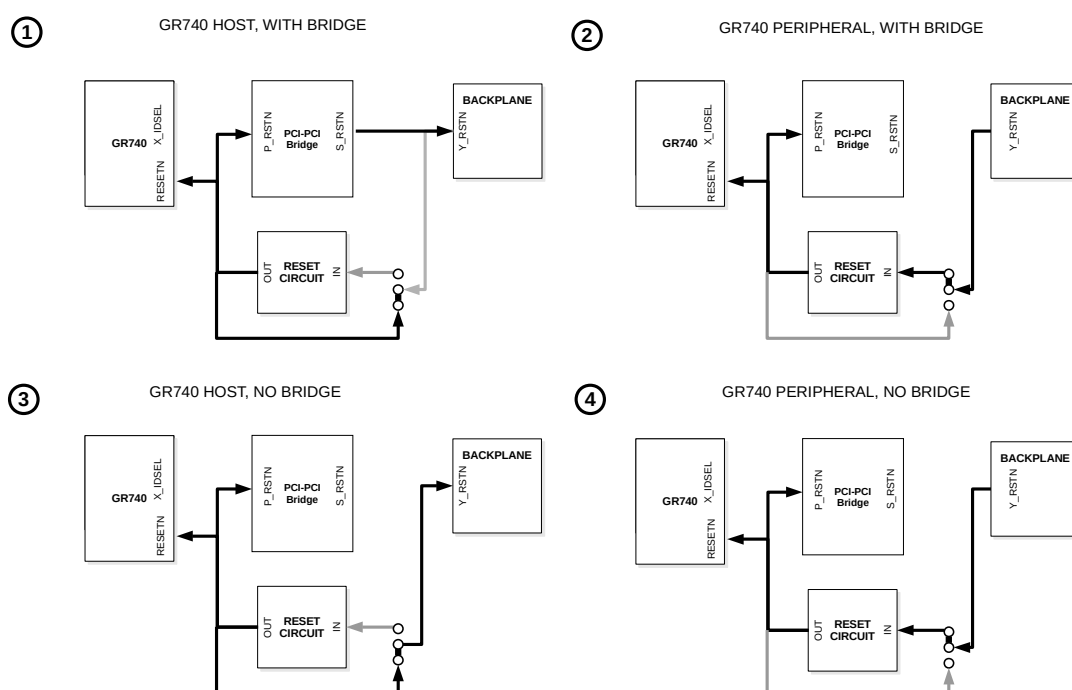 1
GR740 HOST, WITH BRIDGE
GR740
X_IDSEL
RESETN
P_RSTN
PCI-PCI
Bridge
S_RSTN
BACKPLANE
Y_RSTN
OUT
RESET
CIRCUIT
IN
2
GR740 PERIPHERAL, WITH BRIDGE
GR740
X_IDSEL
RESETN
P_RSTN
PCI-PCI
Bridge
S_RSTN
BACKPLANE
Y_RSTN
OUT
RESET
CIRCUIT
IN
3
GR740 HOST, NO BRIDGE
GR740
X_IDSEL
RESETN
P_RSTN
PCI-PCI
Bridge
S_RSTN
BACKPLANE
Y_RSTN
OUT
RESET
CIRCUIT
IN
4
GR740 PERIPHERAL, NO BRIDGE
GR740
X_IDSEL
RESETN
P_RSTN
PCI-PCI
Bridge
S_RSTN
BACKPLANE
Y_RSTN
OUT
RESET
CIRCUIT
IN